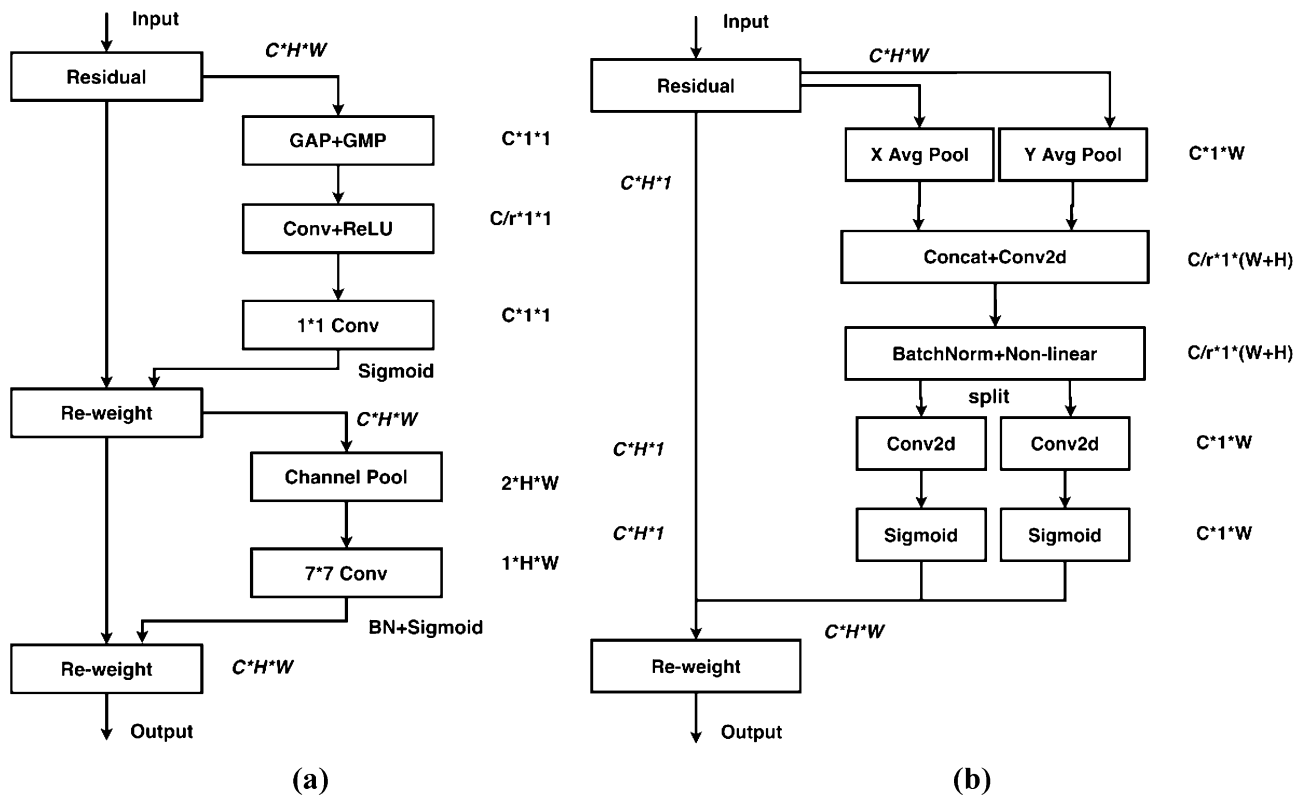 Input
C*H*W
Residual
GAP+GMP
C*1*1
Conv+ReLU
C/r*1*1
1*1 Conv
C*1*1
Sigmoid
Re-weight
C*H*W
Channel Pool
2*H*W
7*7 Conv
1*H*W
BN+Sigmoid
Re-weight
C*H*W
Output
(a)
Input
C*H*W
Residual
X Avg Pool
Y Avg Pool
C*1*W
C*H*1
Concat+Conv2d
C/r*1*(W+H)
BatchNorm+Non-linear
C/r*1*(W+H)
split
C*H*1
Conv2d
Conv2d
C*1*W
C*H*1
Sigmoid
Sigmoid
C*1*W
C*H*W
Re-weight
Output
(b)